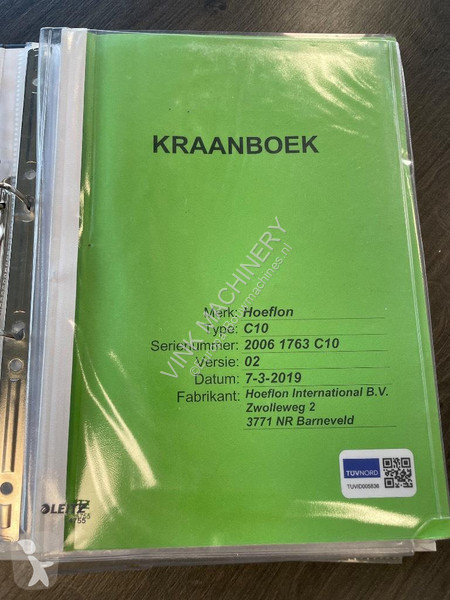 KRAANBOEK
Merk: Hoeflon
Type: C10
Serienummer: 2006 1763 C10
Versie: 02
Datum: 7-3-2019
Fabrikant: Hoeflon International B.V.
Zwolleweg 2
3771 NR Barneveld
VINK MACHINERY
TÜVNORD
LEITZ